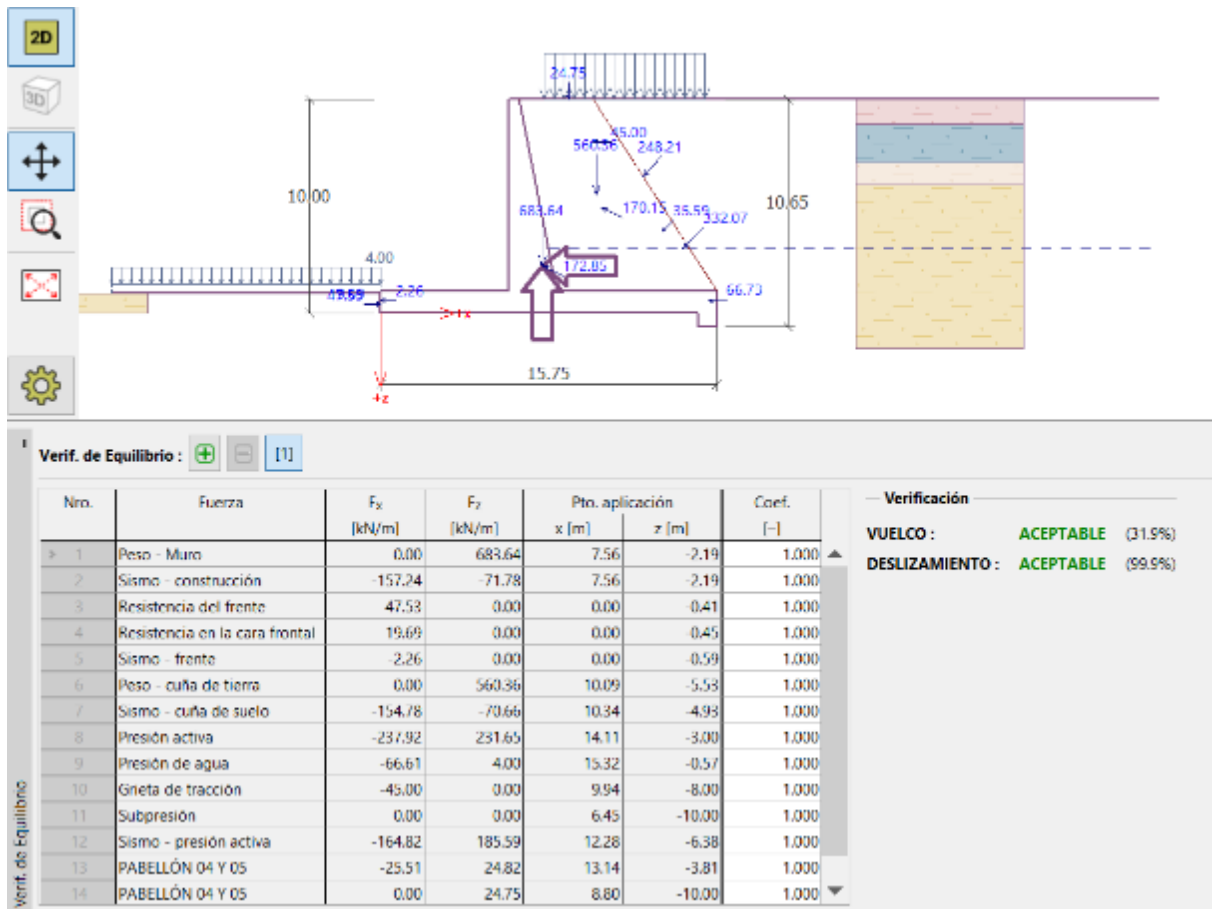 2D
3D
24.75
45.00
560.36
248.21
10.00
683.64
170.15
35.59
332.07
10.65
4.00
172.85
2.26
66.73
+x
15.75
+z
Verif. de Equilibrio :
[1]
Nro. Fuerza Fx Fz Pto. aplicación Coef.
[kN/m] [kN/m] x [m] z [m] [–]
> 1 Peso - Muro 0.00 683.64 7.56 -2.19 1.000
2 Sismo - construcción -157.24 -71.78 7.56 -2.19 1.000
3 Resistencia del frente 47.53 0.00 0.00 -0.41 1.000
4 Resistencia en la cara frontal 19.69 0.00 0.00 -0.45 1.000
5 Sismo - frente -2.26 0.00 0.00 -0.59 1.000
6 Peso - cuña de tierra 0.00 560.36 10.09 -5.53 1.000
7 Sismo - cuña de suelo -154.78 -70.66 10.34 -4.93 1.000
8 Presión activa -237.92 231.65 14.11 -3.00 1.000
9 Presión de agua -66.61 4.00 15.32 -0.57 1.000
10 Grieta de tracción -45.00 0.00 9.94 -8.00 1.000
11 Subpresión 0.00 0.00 6.45 -10.00 1.000
12 Sismo - presión activa -164.82 185.59 12.28 -6.38 1.000
13 PABELLÓN 04 Y 05 -25.51 24.82 13.14 -3.81 1.000
14 PABELLÓN 04 Y 05 0.00 24.75 8.80 -10.00 1.000
Verificación
VUELCO : ACEPTABLE (31.9%)
DESLIZAMIENTO : ACEPTABLE (99.9%)
Verif. de Equilibrio